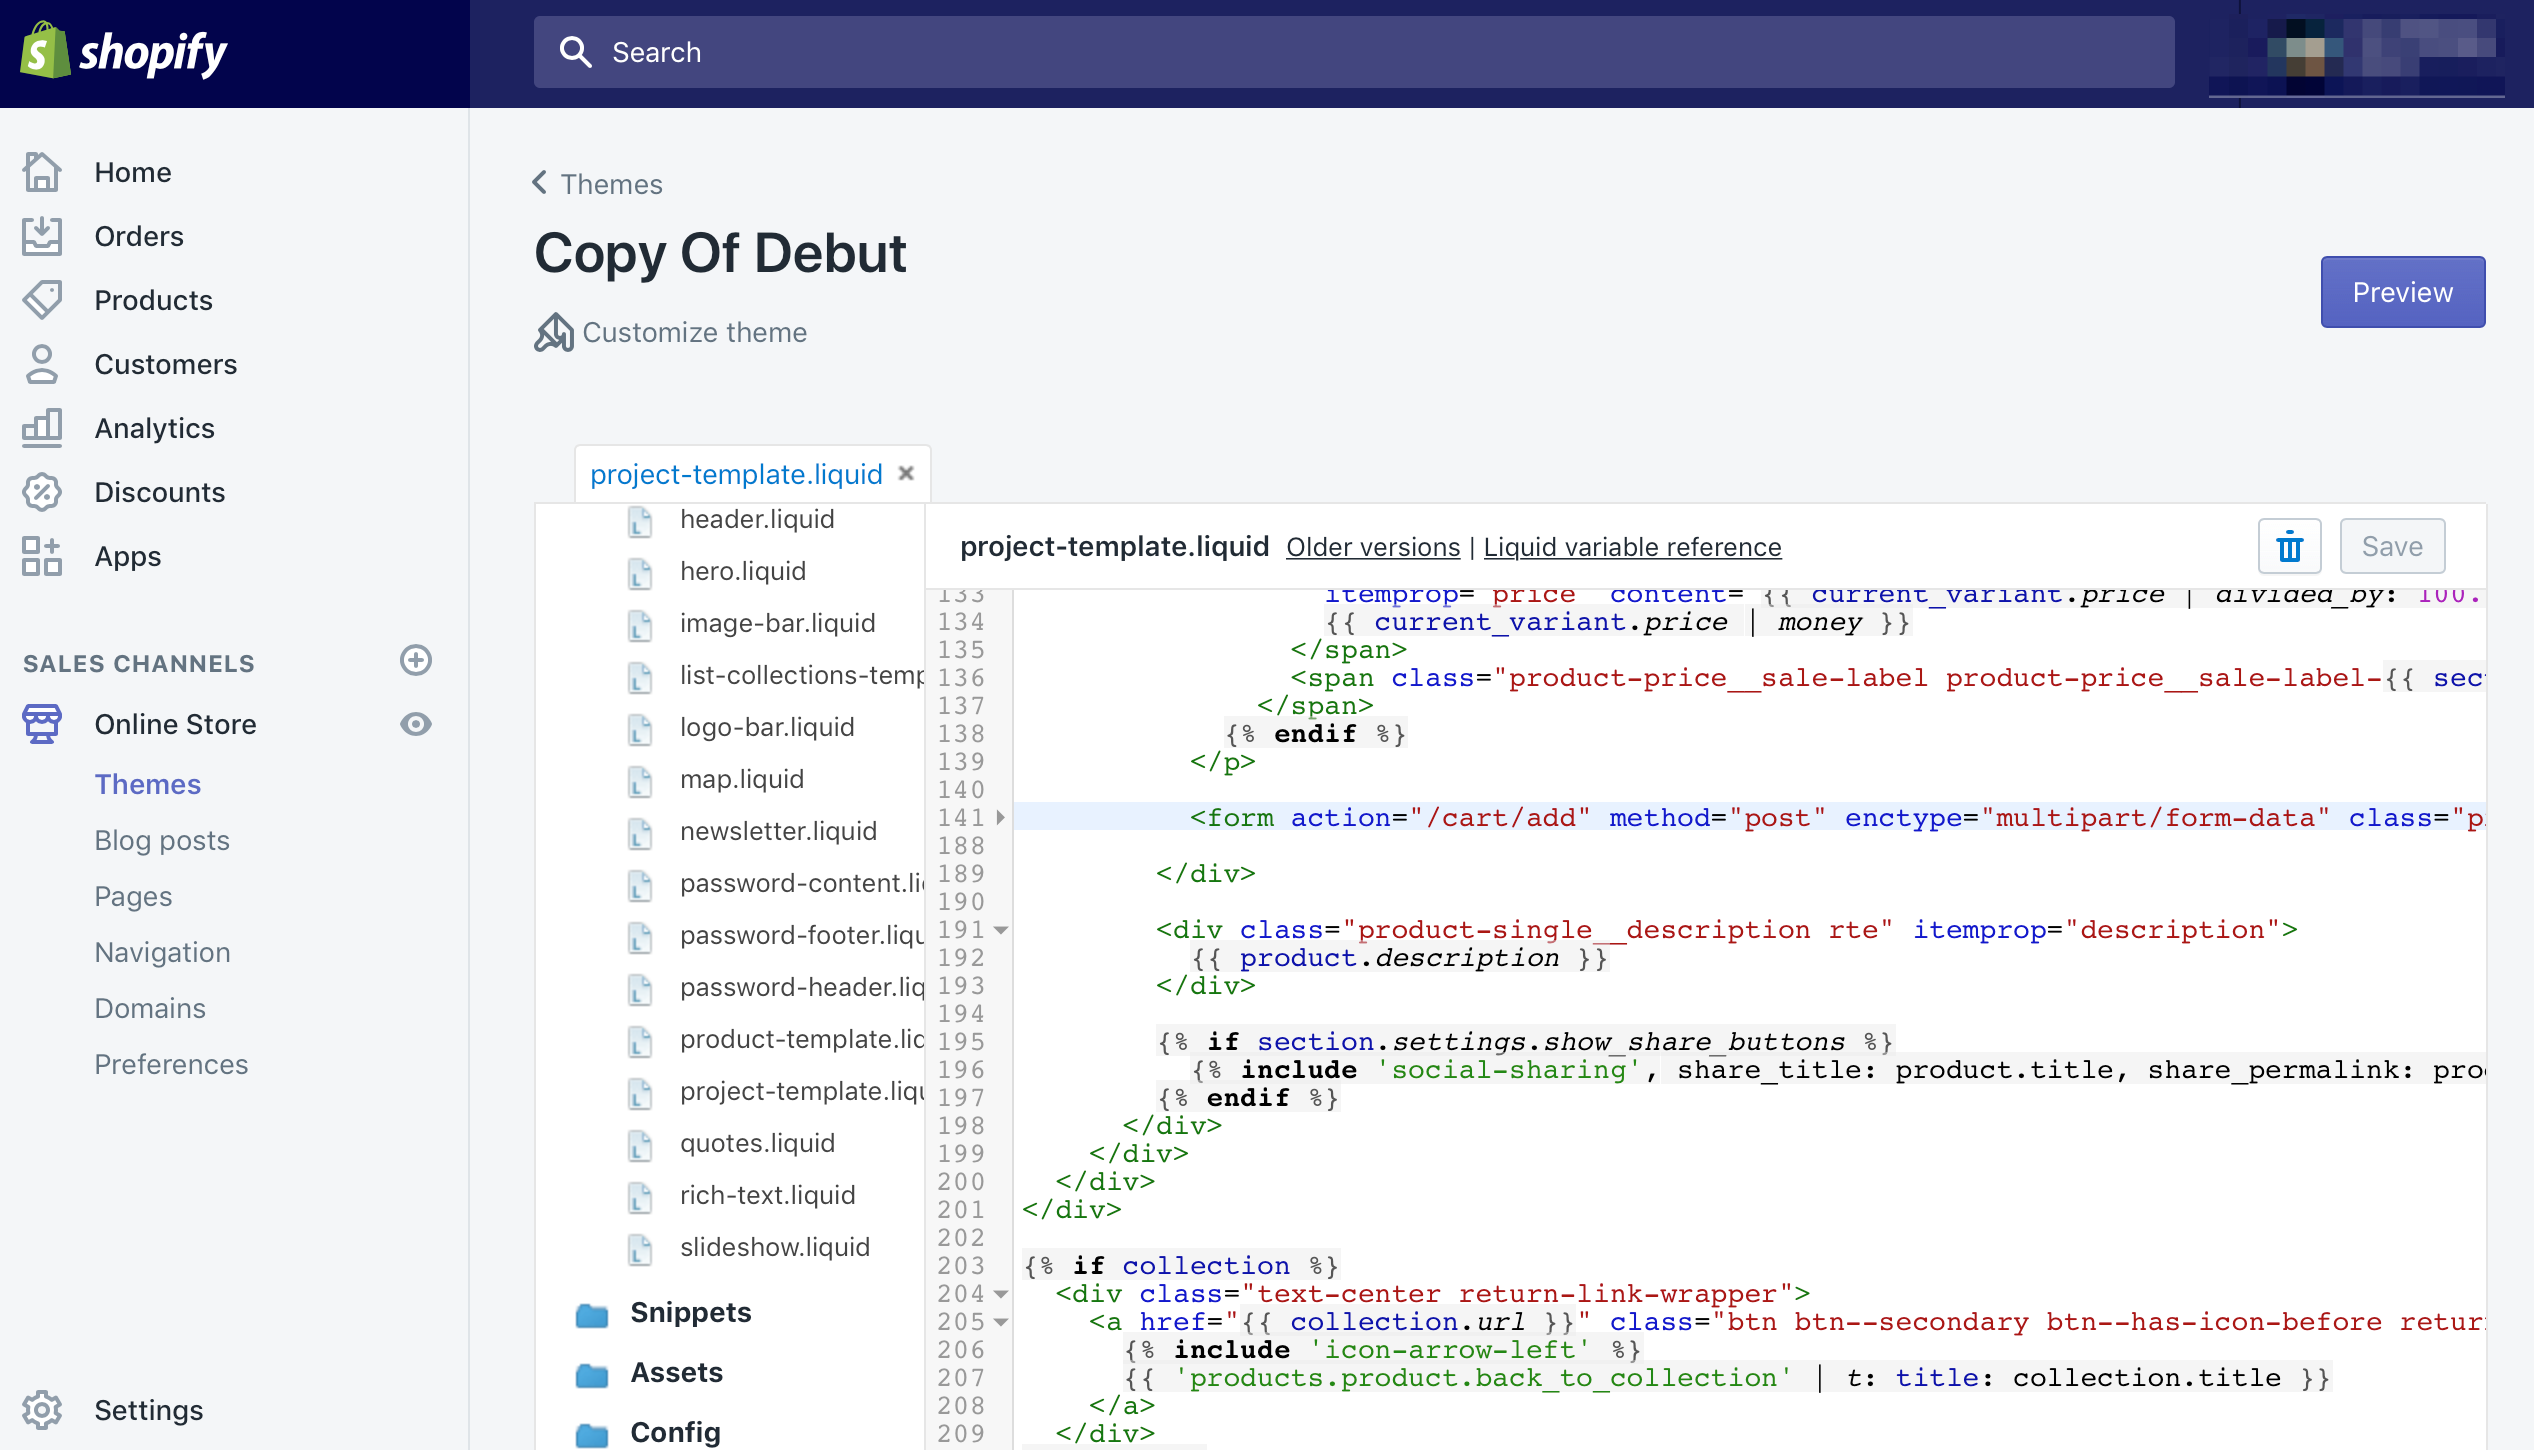 shopify
Search
Home
Orders
Products
Customers
Analytics
Discounts
Apps
SALES CHANNELS
Online Store
Themes
Blog posts
Pages
Navigation
Domains
Preferences
Settings
Themes
Copy Of Debut
Customize theme
Preview
project-template.liquid
header.liquid
hero.liquid
image-bar.liquid
list-collections-temp
logo-bar.liquid
map.liquid
newsletter.liquid
password-content.li
password-footer.liqu
password-header.liq
product-template.liq
project-template.liqu
quotes.liquid
rich-text.liquid
slideshow.liquid
Snippets
Assets
Config
project-template.liquid Older versions | Liquid variable reference
Save
133 itemprop="price" content="{{ current_variant.price | divided_by: 100.
134 {{ current_variant.price | money }}
135 </span>
136 <span class="product-price__sale-label product-price__sale-label-{{ sec
137 </span>
138 {% endif %}
139 </p>
140
141 <form action="/cart/add" method="post" enctype="multipart/form-data" class="p
188
189 </div>
190
191 <div class="product-single__description rte" itemprop="description">
192 {{ product.description }}
193 </div>
194
195 {% if section.settings.show_share_buttons %}
196 {% include 'social-sharing', share_title: product.title, share_permalink: pro
197 {% endif %}
198 </div>
199 </div>
200 </div>
201 </div>
202
203 {% if collection %}
204 <div class="text-center return-link-wrapper">
205 <a href="{{ collection.url }}" class="btn btn--secondary btn--has-icon-before retur
206 {% include 'icon-arrow-left' %}
207 {{ 'products.product.back_to_collection' | t: title: collection.title }}
208 </a>
209 </div>